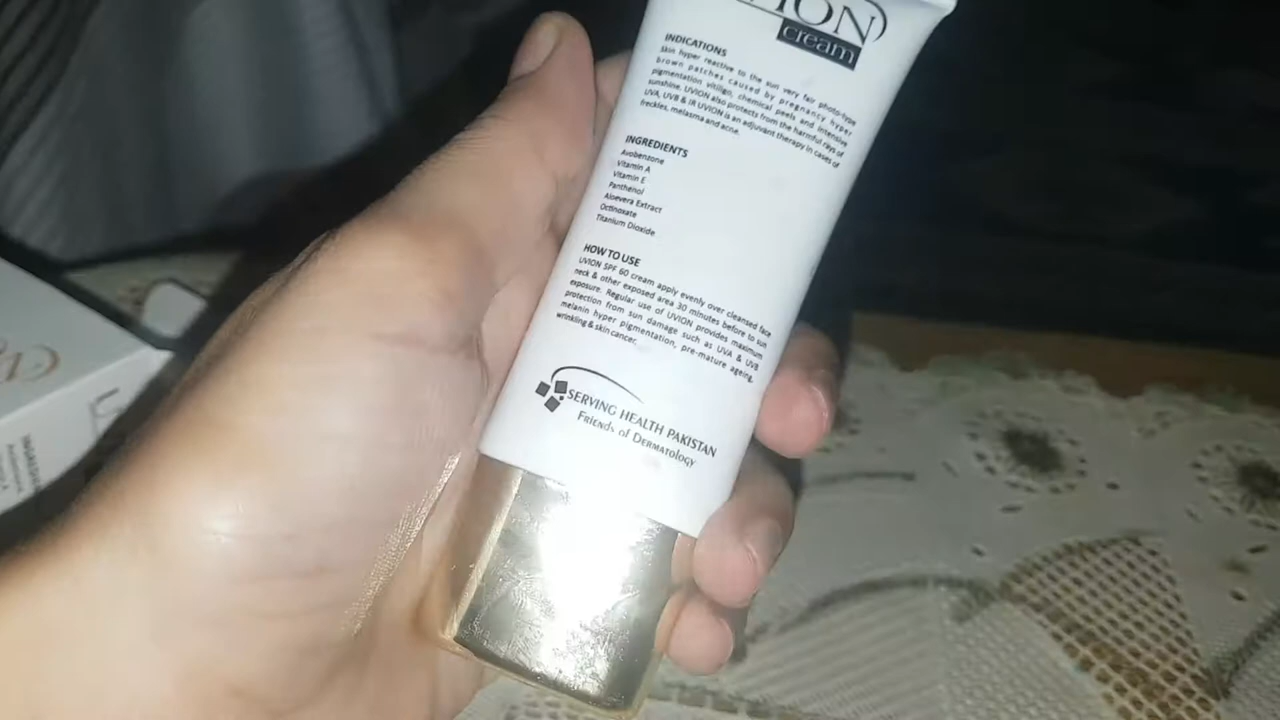 VION
cream
INDICATIONS
Skin hyper reactive to the sun very fair photo-type
brown patches caused by pregnancy hyper
pigmentation vitiligo, chemical peels and intensive
sunshine. UVION also protects from the harmful rays of
UVA, UVB & IR UVION is an adjuvant therapy in cases of
freckles, melasma and acne.
INGREDIENTS
Avobenzone
Vitamin A
Vitamin E
Panthenol
Aloevera Extract
Octinoxate
Titanium Dioxide
HOW TO USE
UVION SPF 60 cream apply evenly over cleansed face
neck & other exposed area 30 minutes before to sun
exposure. Regular use of UVION provides maximum
protection from sun damage such as UVA & UVB
melanin hyper pigmentation, pre-mature ageing,
wrinkling & skin cancer.
SERVING HEALTH PAKISTAN
Friends of Dermatology